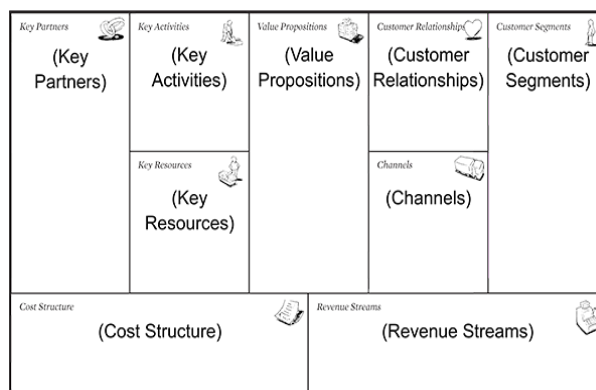 Key Partners
(Key
Partners)
Key Activities
(Key
Activities)
Key Resources
(Key
Resources)
Value Propositions
(Value
Propositions)
Customer Relationships
(Customer
Relationships)
Channels
(Channels)
Customer Segments
(Customer
Segments)
Cost Structure
(Cost Structure)
Revenue Streams
(Revenue Streams)